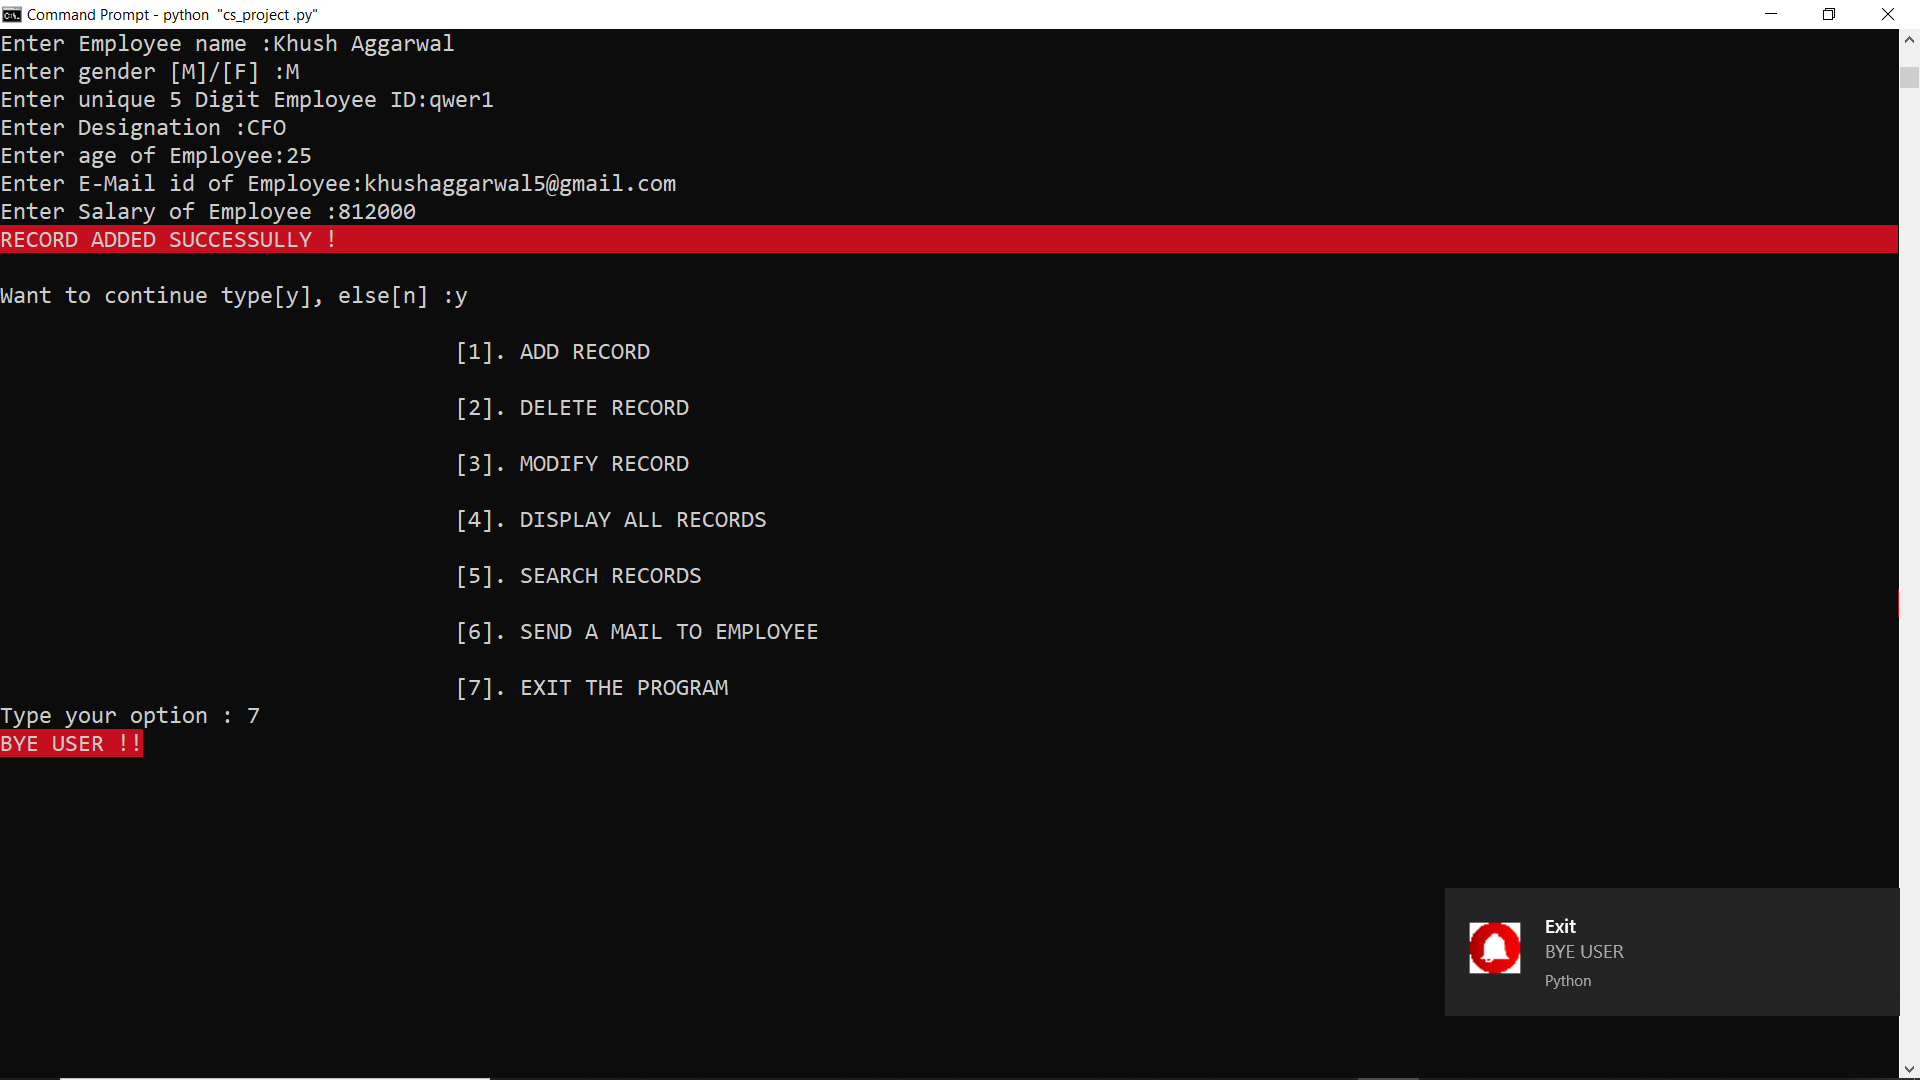 Command Prompt - python  "cs_project .py"
Enter Employee name :Khush Aggarwal
Enter gender [M]/[F] :M
Enter unique 5 Digit Employee ID:qwer1
Enter Designation :CFO
Enter age of Employee:25
Enter E-Mail id of Employee:khushaggarwal5@gmail.com
Enter Salary of Employee :812000
RECORD ADDED SUCCESSULLY !
Want to continue type[y], else[n] :y
[1]. ADD RECORD
[2]. DELETE RECORD
[3]. MODIFY RECORD
[4]. DISPLAY ALL RECORDS
[5]. SEARCH RECORDS
[6]. SEND A MAIL TO EMPLOYEE
[7]. EXIT THE PROGRAM
Type your option : 7
BYE USER !!
Exit
BYE USER
Python